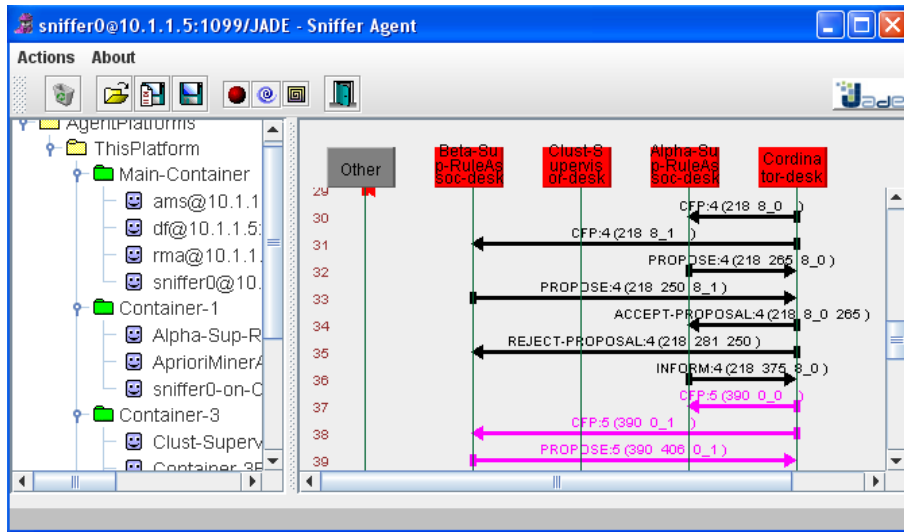 sniffer0@10.1.1.5:1099/JADE - Sniffer Agent
Actions About
Jade
AgentPlatforms
ThisPlatform
Main-Container
ams@10.1.1
df@10.1.1.5:
rma@10.1.1.
sniffer0@10.
Container-1
Alpha-Sup-R
AprioriMinerA
sniffer0-on-C
Container-3
Clust-Superv
Container-3B
Other
Beta-Su
p-RuleAs
soc-desk
Clust-S
upervis
or-desk
Alpha-Su
p-RuleAs
soc-desk
Cordina
tor-desk
29
30 CFP:4 (218 8_0 )
31 CFP:4 (218 8_1 )
32 PROPOSE:4 (218 265 8_0 )
33 PROPOSE:4 (218 250 8_1 )
34 ACCEPT-PROPOSAL:4 (218 8_0 265 )
35 REJECT-PROPOSAL:4 (218 281 250 )
36 INFORM:4 (218 375 8_0 )
37 CFP:5 (390 0_0 )
38 CFP:5 (390 0_1 )
39 PROPOSE:5 (390 406 0_1 )